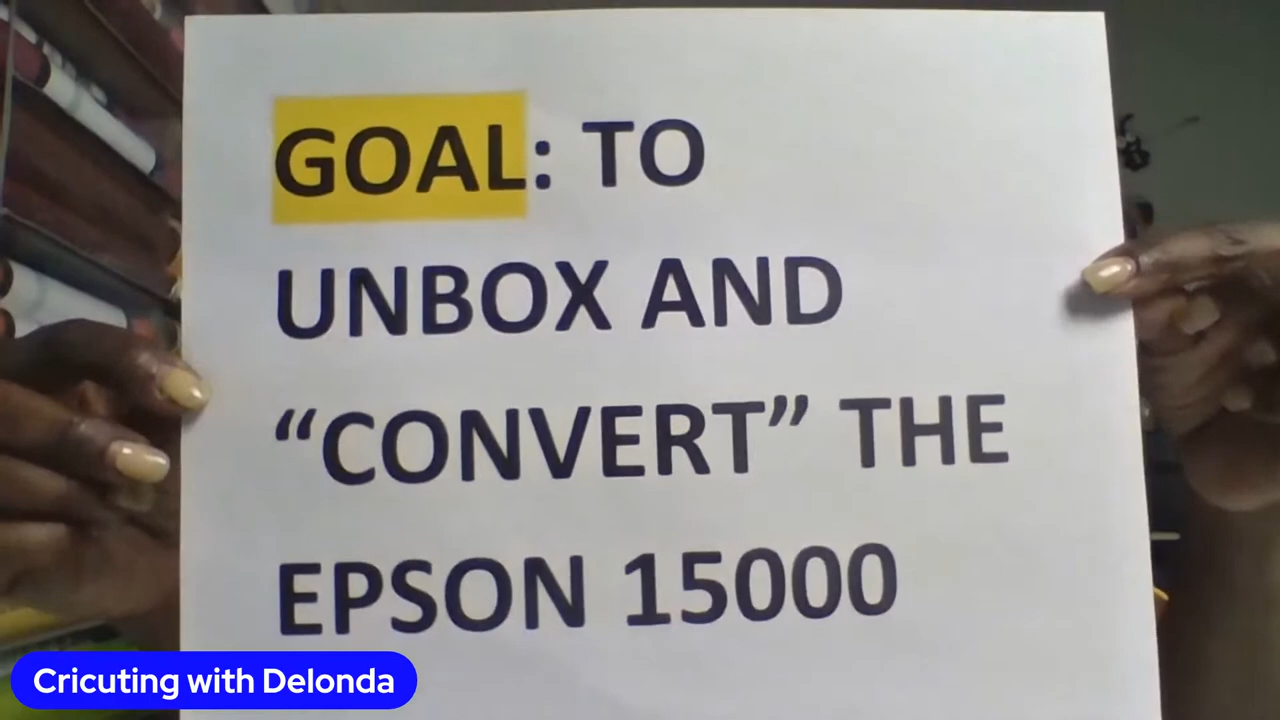 GOAL: TO
UNBOX AND
“CONVERT” THE
EPSON 15000
Cricuting with Delonda